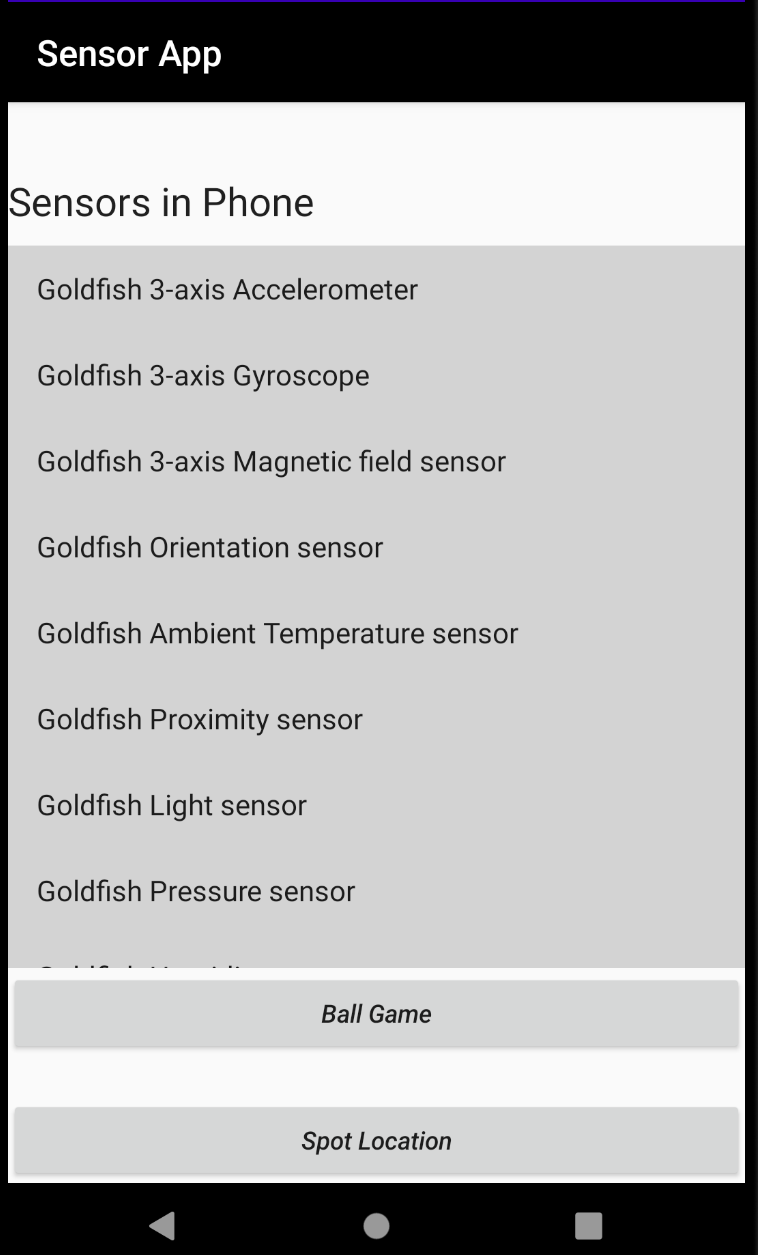 Sensor App
Sensors in Phone
Goldfish 3-axis Accelerometer
Goldfish 3-axis Gyroscope
Goldfish 3-axis Magnetic field sensor
Goldfish Orientation sensor
Goldfish Ambient Temperature sensor
Goldfish Proximity sensor
Goldfish Light sensor
Goldfish Pressure sensor
Ball Game
Spot Location